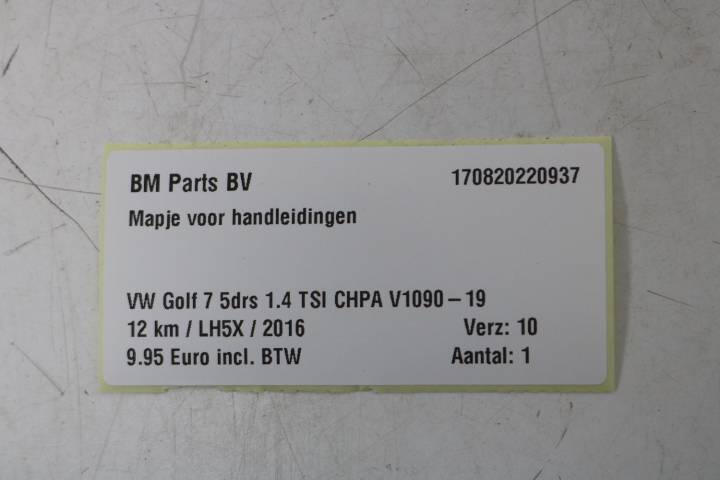 BM Parts BV 170820220937
Mapje voor handleidingen
VW Golf 7 5drs 1.4 TSI CHPA V1090 – 19
12 km / LH5X / 2016 Verz: 10
9.95 Euro incl. BTW Aantal: 1